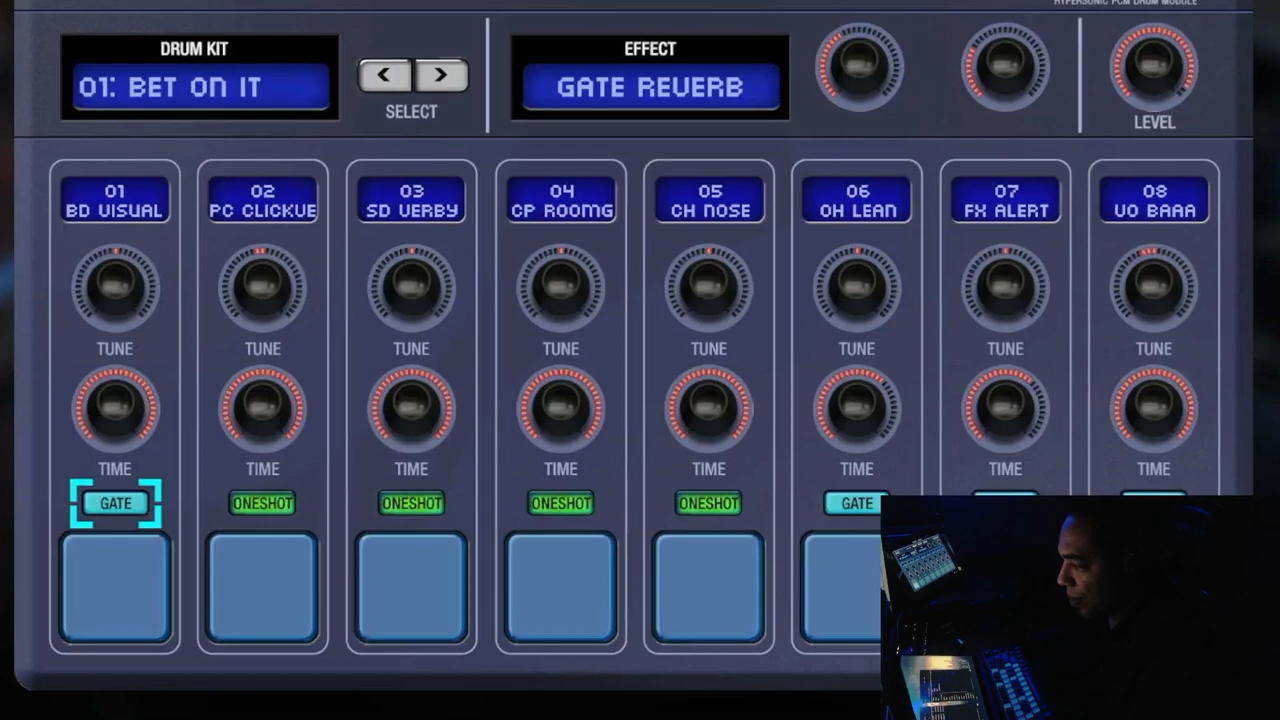 HYPERSONIC PCM DRUM MODULE
DRUM KIT
01: BET ON IT
SELECT
EFFECT
GATE REVERB
LEVEL
01
BD VISUAL
02
PC CLICKVE
03
SD VERBY
04
CP ROOMG
05
CH NOSE
06
OH LEAN
07
FX ALERT
08
VO BAAA
TUNE TUNE TUNE TUNE TUNE TUNE TUNE TUNE
TIME TIME TIME TIME TIME TIME TIME TIME
GATE ONESHOT ONESHOT ONESHOT ONESHOT GATE